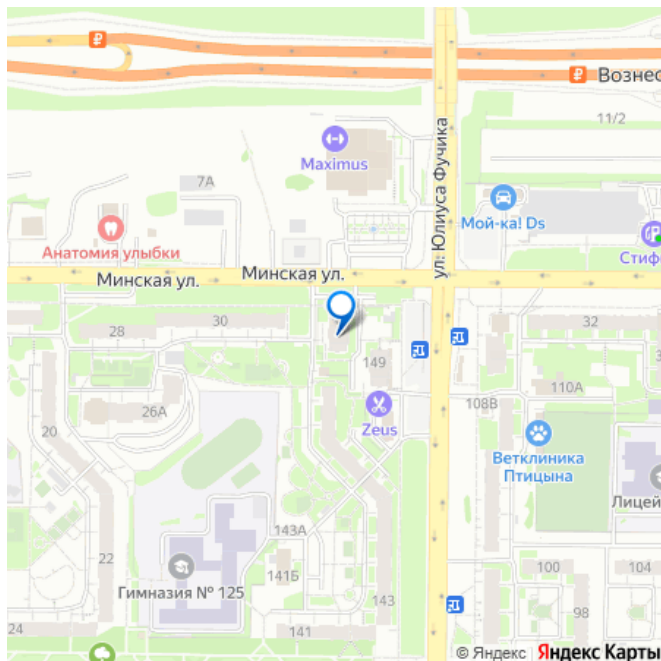 Вознес
11/2
Maximus
ул. Юлиуса Фучика
7А
Мой-ка! Ds
Анатомия улыбки
Стиф
Минская ул.
Минская ул.
28
30
32
149
110А
20
26А
108В
Zeus
Ветклиника
Птицына
Лицей
143А
22
Гимназия № 125
141Б
100
104
143
98
24
141
© Яндекс
Яндекс Карты